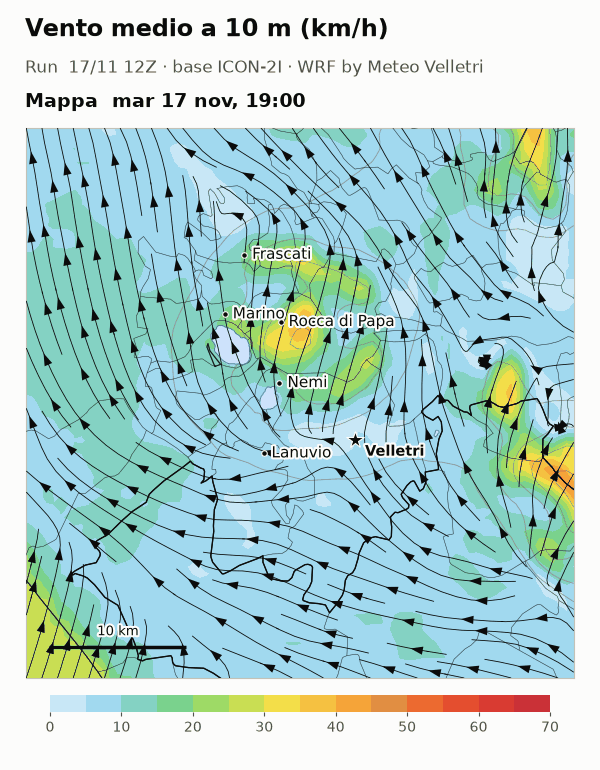 Vento medio a 10 m (km/h)
Run  17/11 12Z · base ICON-2I · WRF by Meteo Velletri
Mappa  mar 17 nov, 19:00
Frascati
Marino
Rocca di Papa
Nemi
Velletri
Lanuvio
10 km
0 10 20 30 40 50 60 70